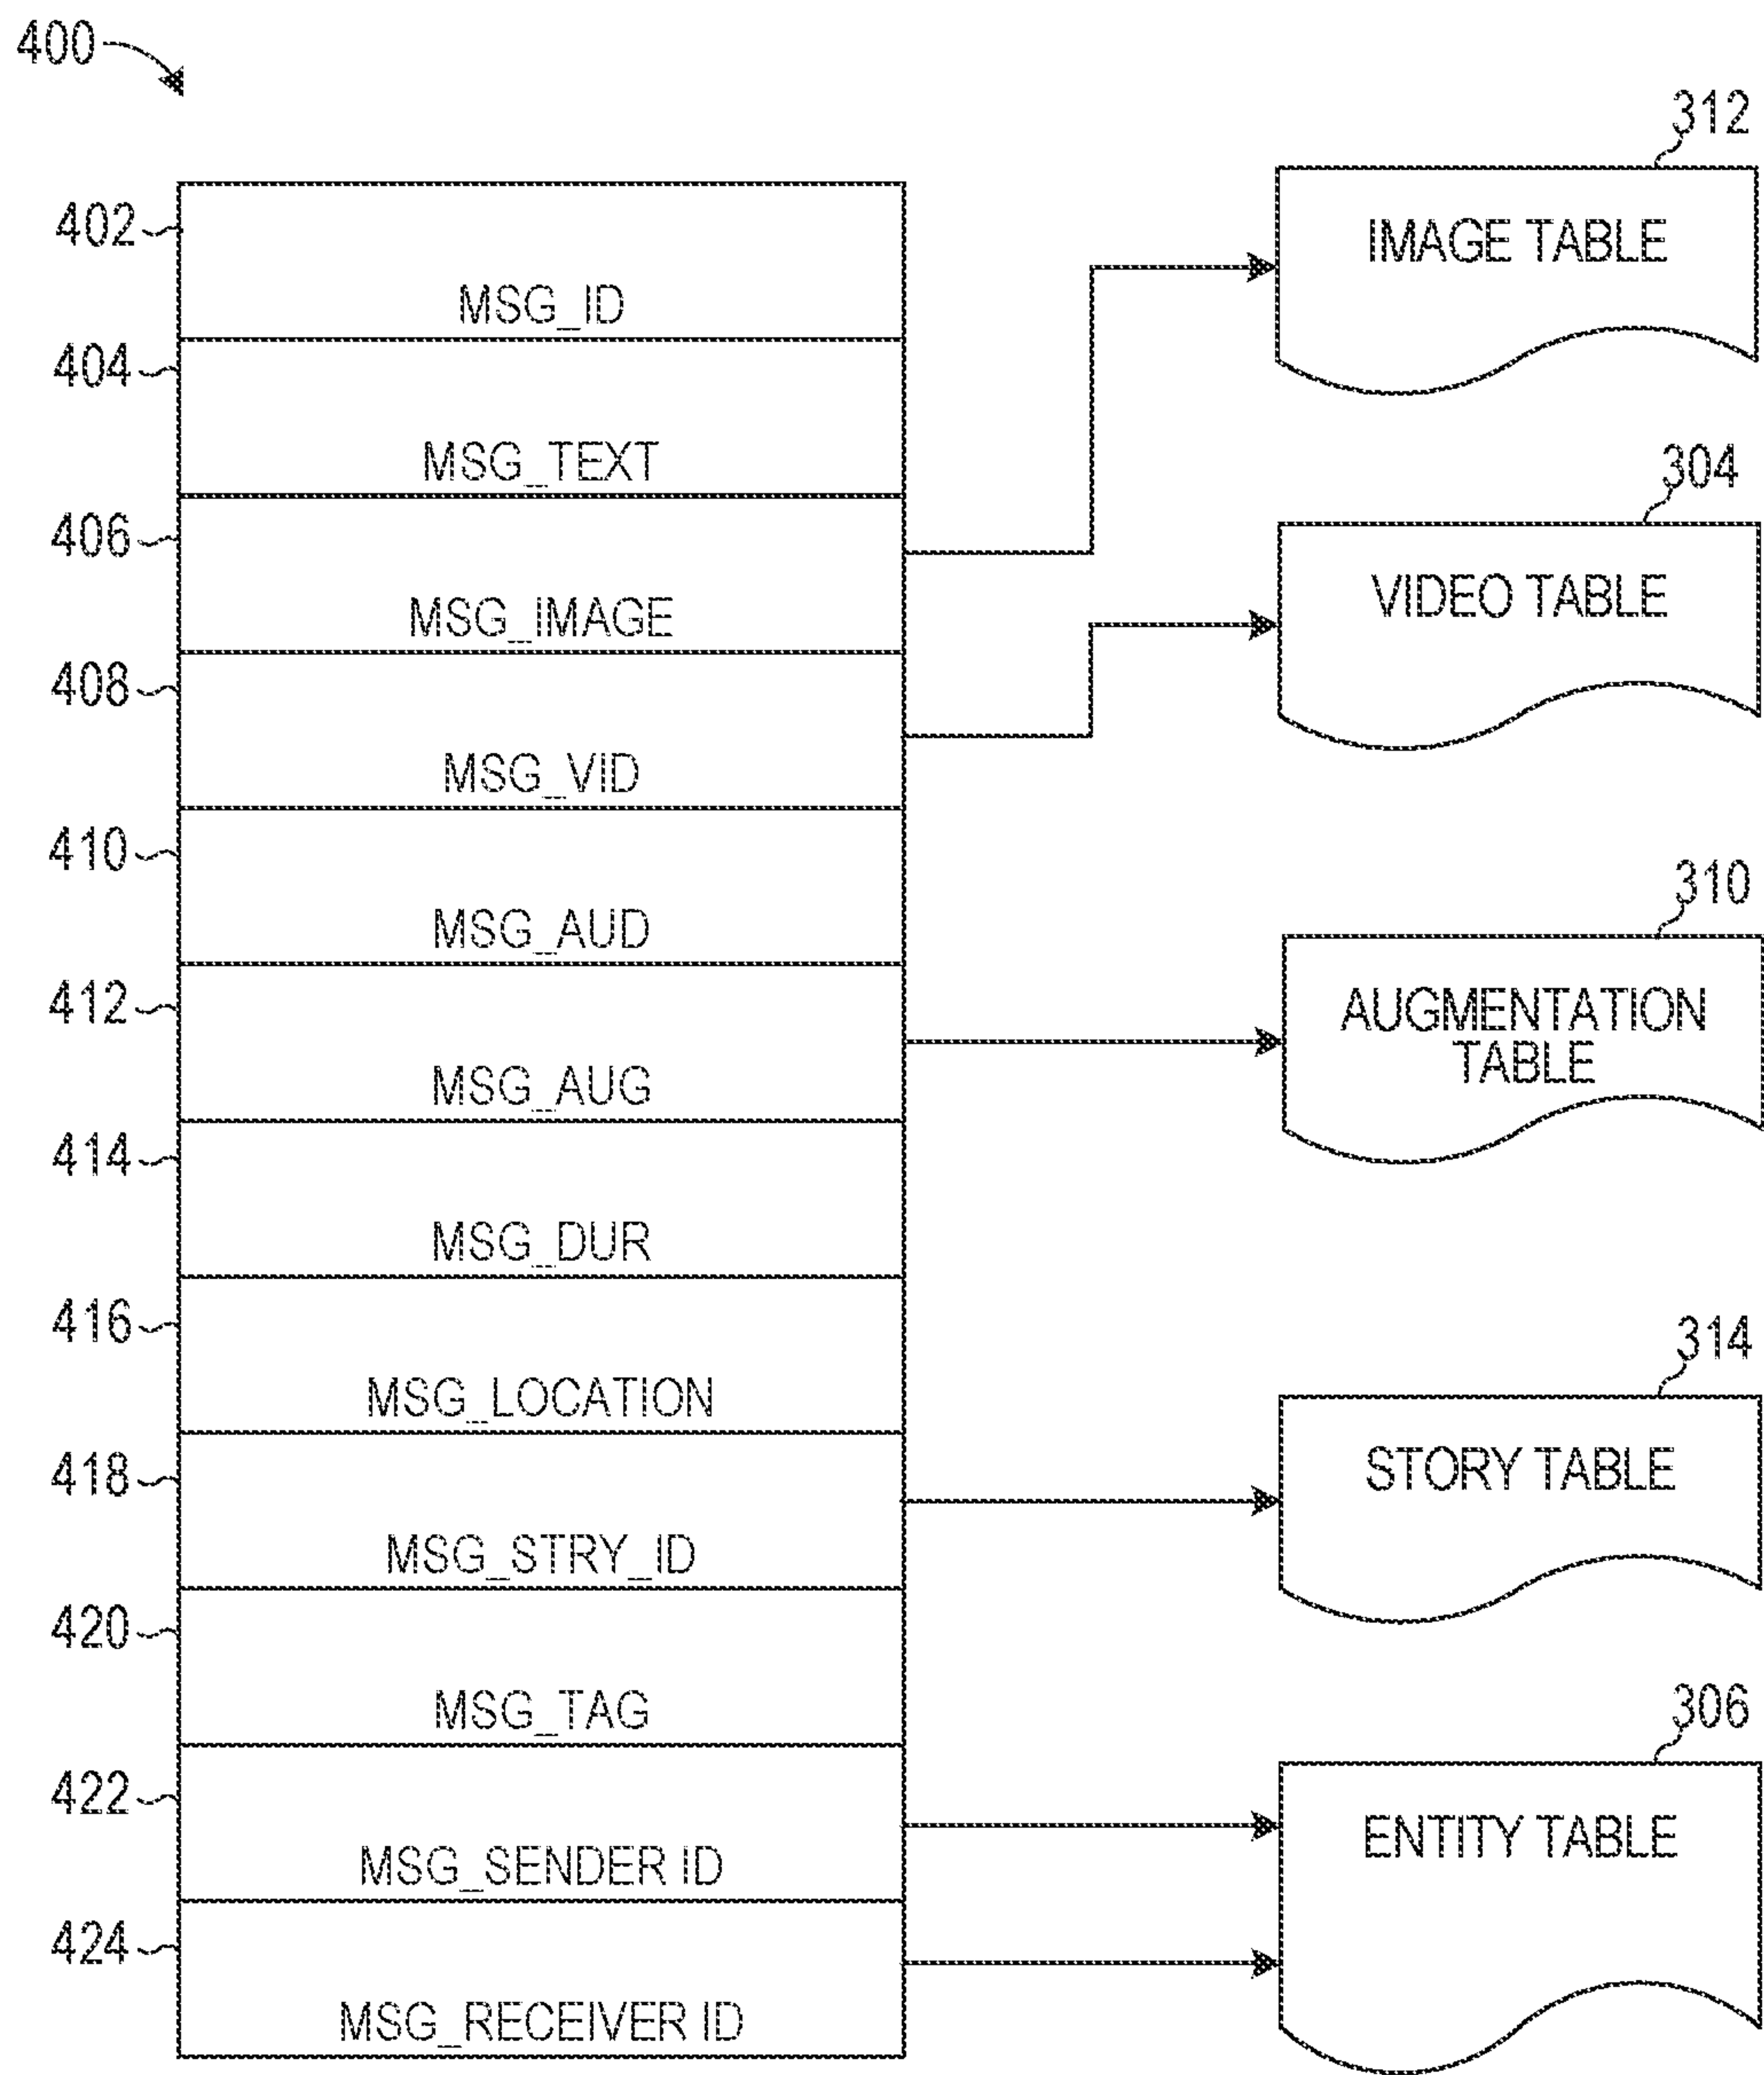 400
312
402
IMAGE TABLE
MSG_ID
404
MSG_TEXT
304
406
VIDEO TABLE
MSG_IMAGE
408
MSG_VID
410
310
MSG_AUD
412
AUGMENTATION
TABLE
MSG_AUG
414
MSG_DUR
416
314
MSG_LOCATION
418
STORY TABLE
MSG_STRY_ID
420
MSG_TAG
306
422
ENTITY TABLE
MSG_SENDER ID
424
MSG_RECEIVER ID